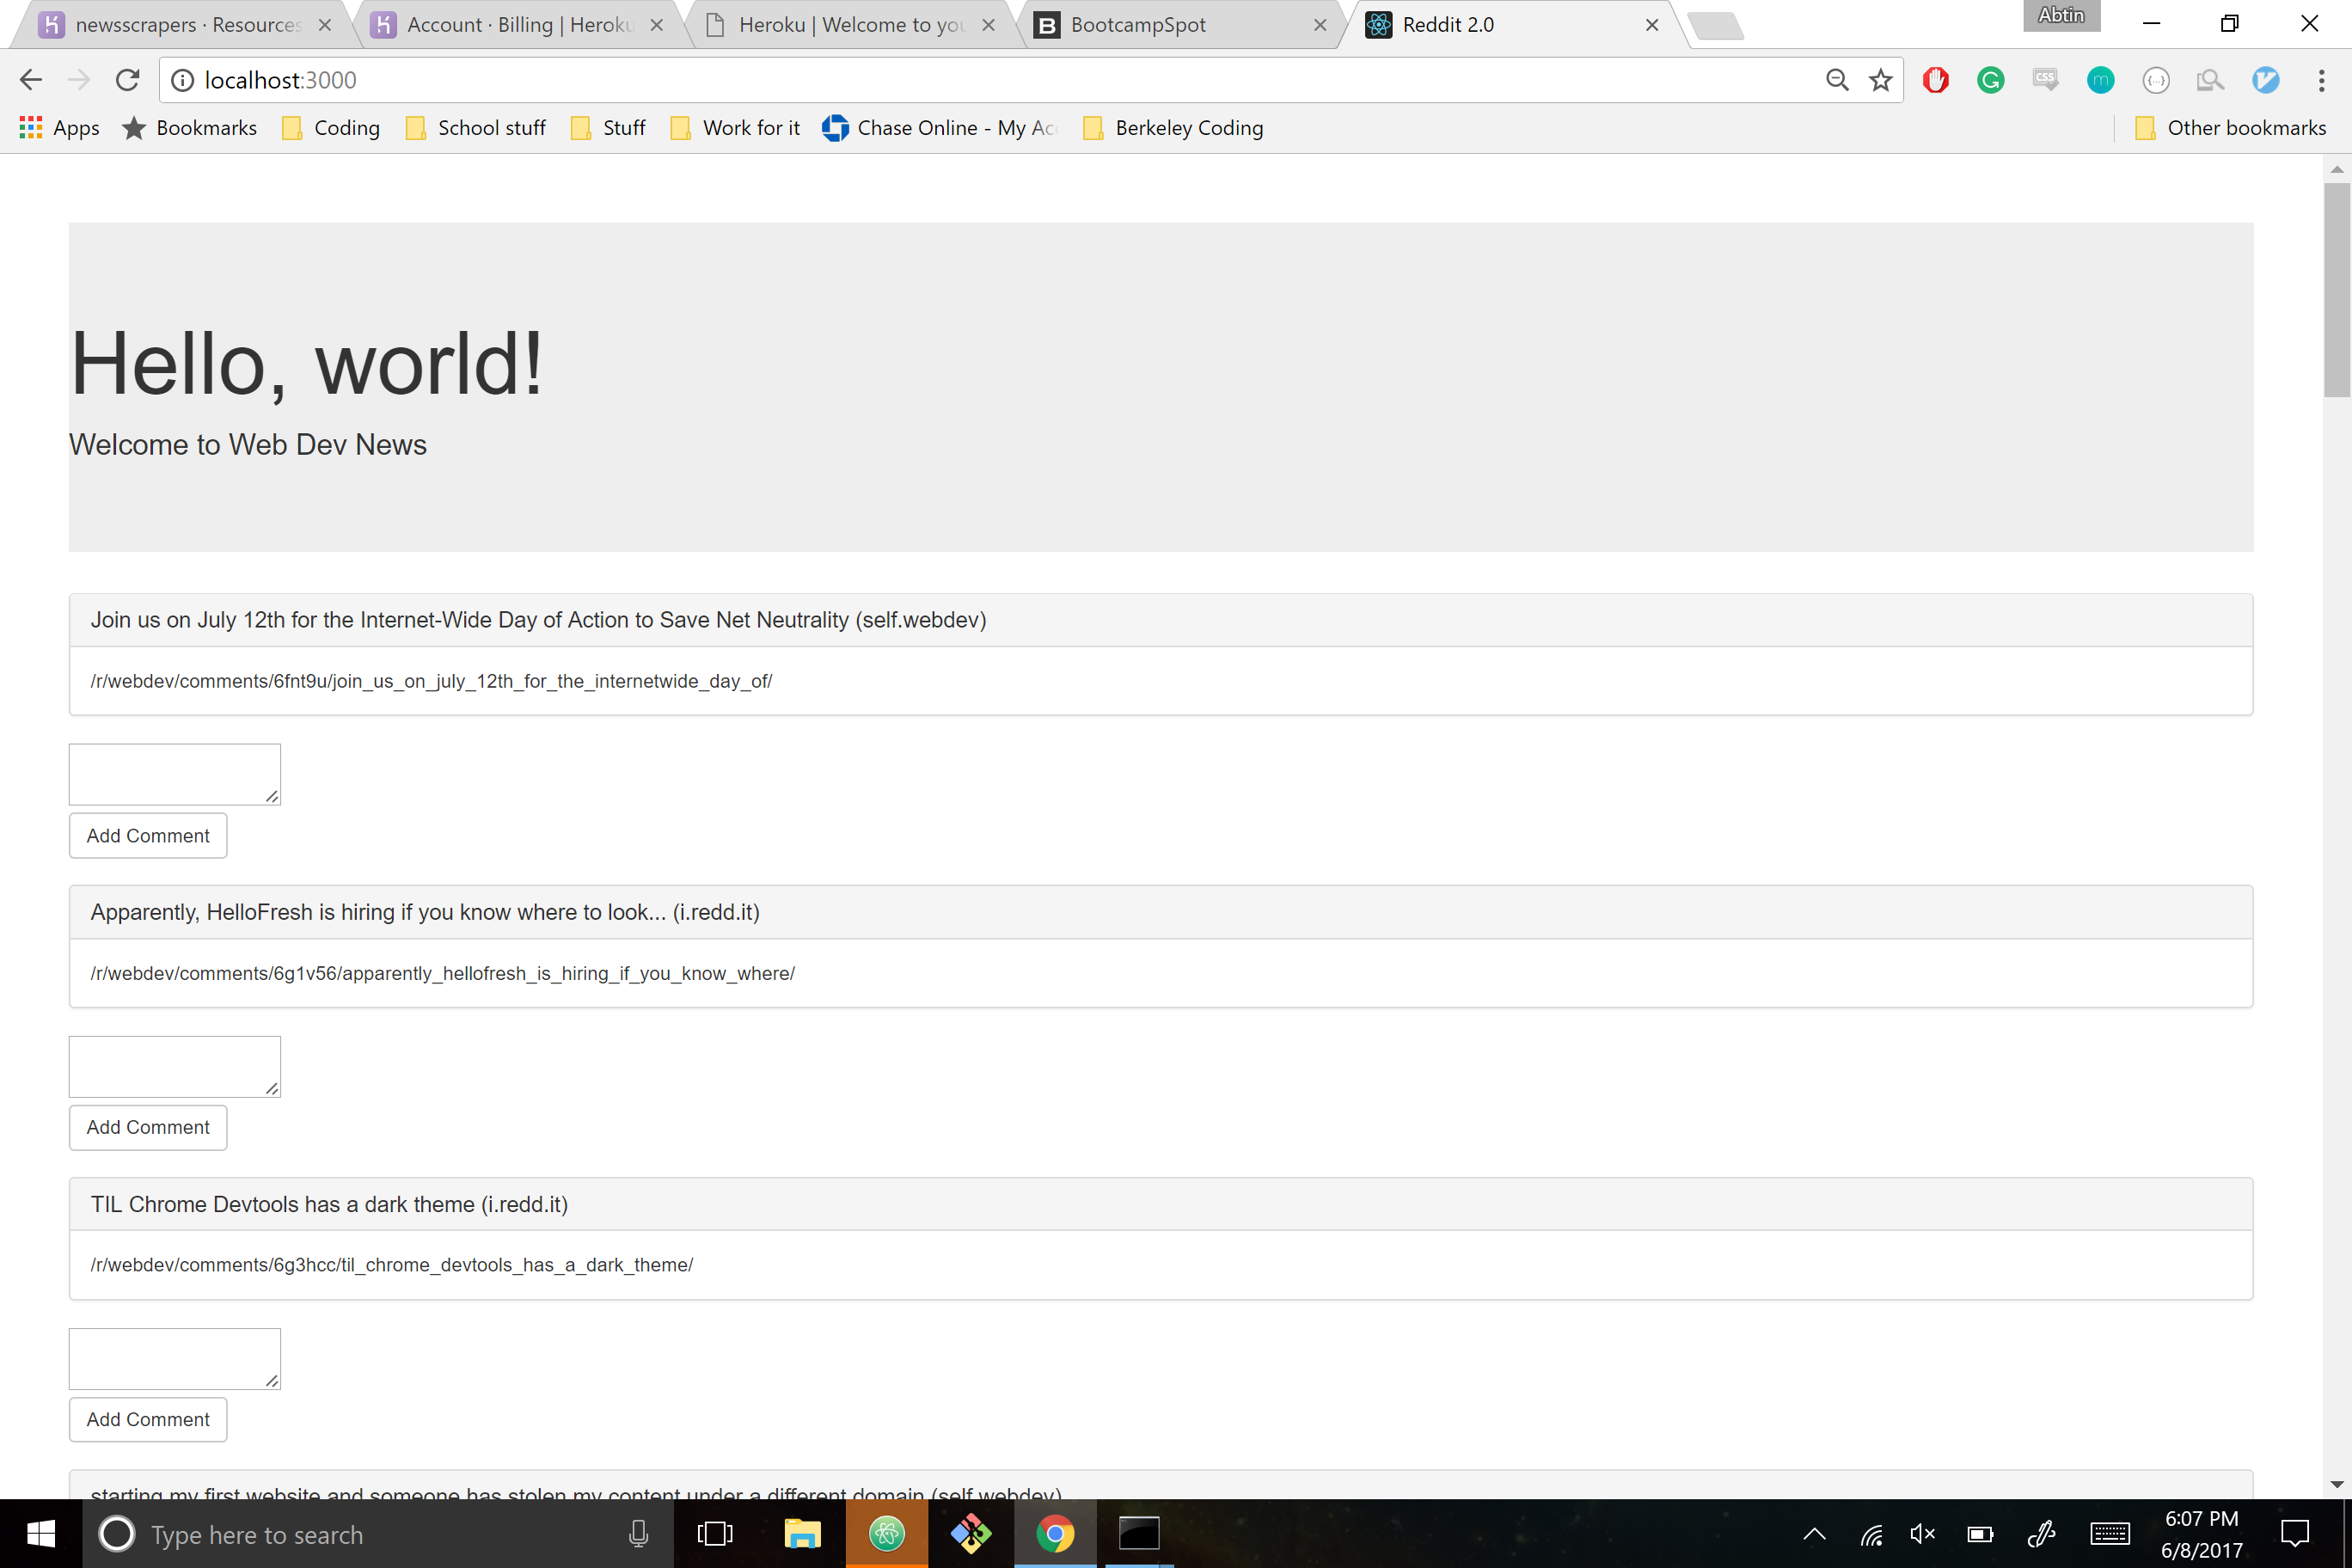 newsscrapers · Resources
Account · Billing | Heroku
Heroku | Welcome to you
BootcampSpot
Reddit 2.0
Abtin
localhost:3000
Apps
Bookmarks
Coding
School stuff
Stuff
Work for it
Chase Online - My Acc
Berkeley Coding
Other bookmarks
Hello, world!
Welcome to Web Dev News
Join us on July 12th for the Internet-Wide Day of Action to Save Net Neutrality (self.webdev)
/r/webdev/comments/6fnt9u/join_us_on_july_12th_for_the_internetwide_day_of/
Add Comment
Apparently, HelloFresh is hiring if you know where to look... (i.redd.it)
/r/webdev/comments/6g1v56/apparently_hellofresh_is_hiring_if_you_know_where/
Add Comment
TIL Chrome Devtools has a dark theme (i.redd.it)
/r/webdev/comments/6g3hcc/til_chrome_devtools_has_a_dark_theme/
Add Comment
starting my first website and someone has stolen my content under a different domain (self.webdev)
Type here to search
6:07 PM
6/8/2017